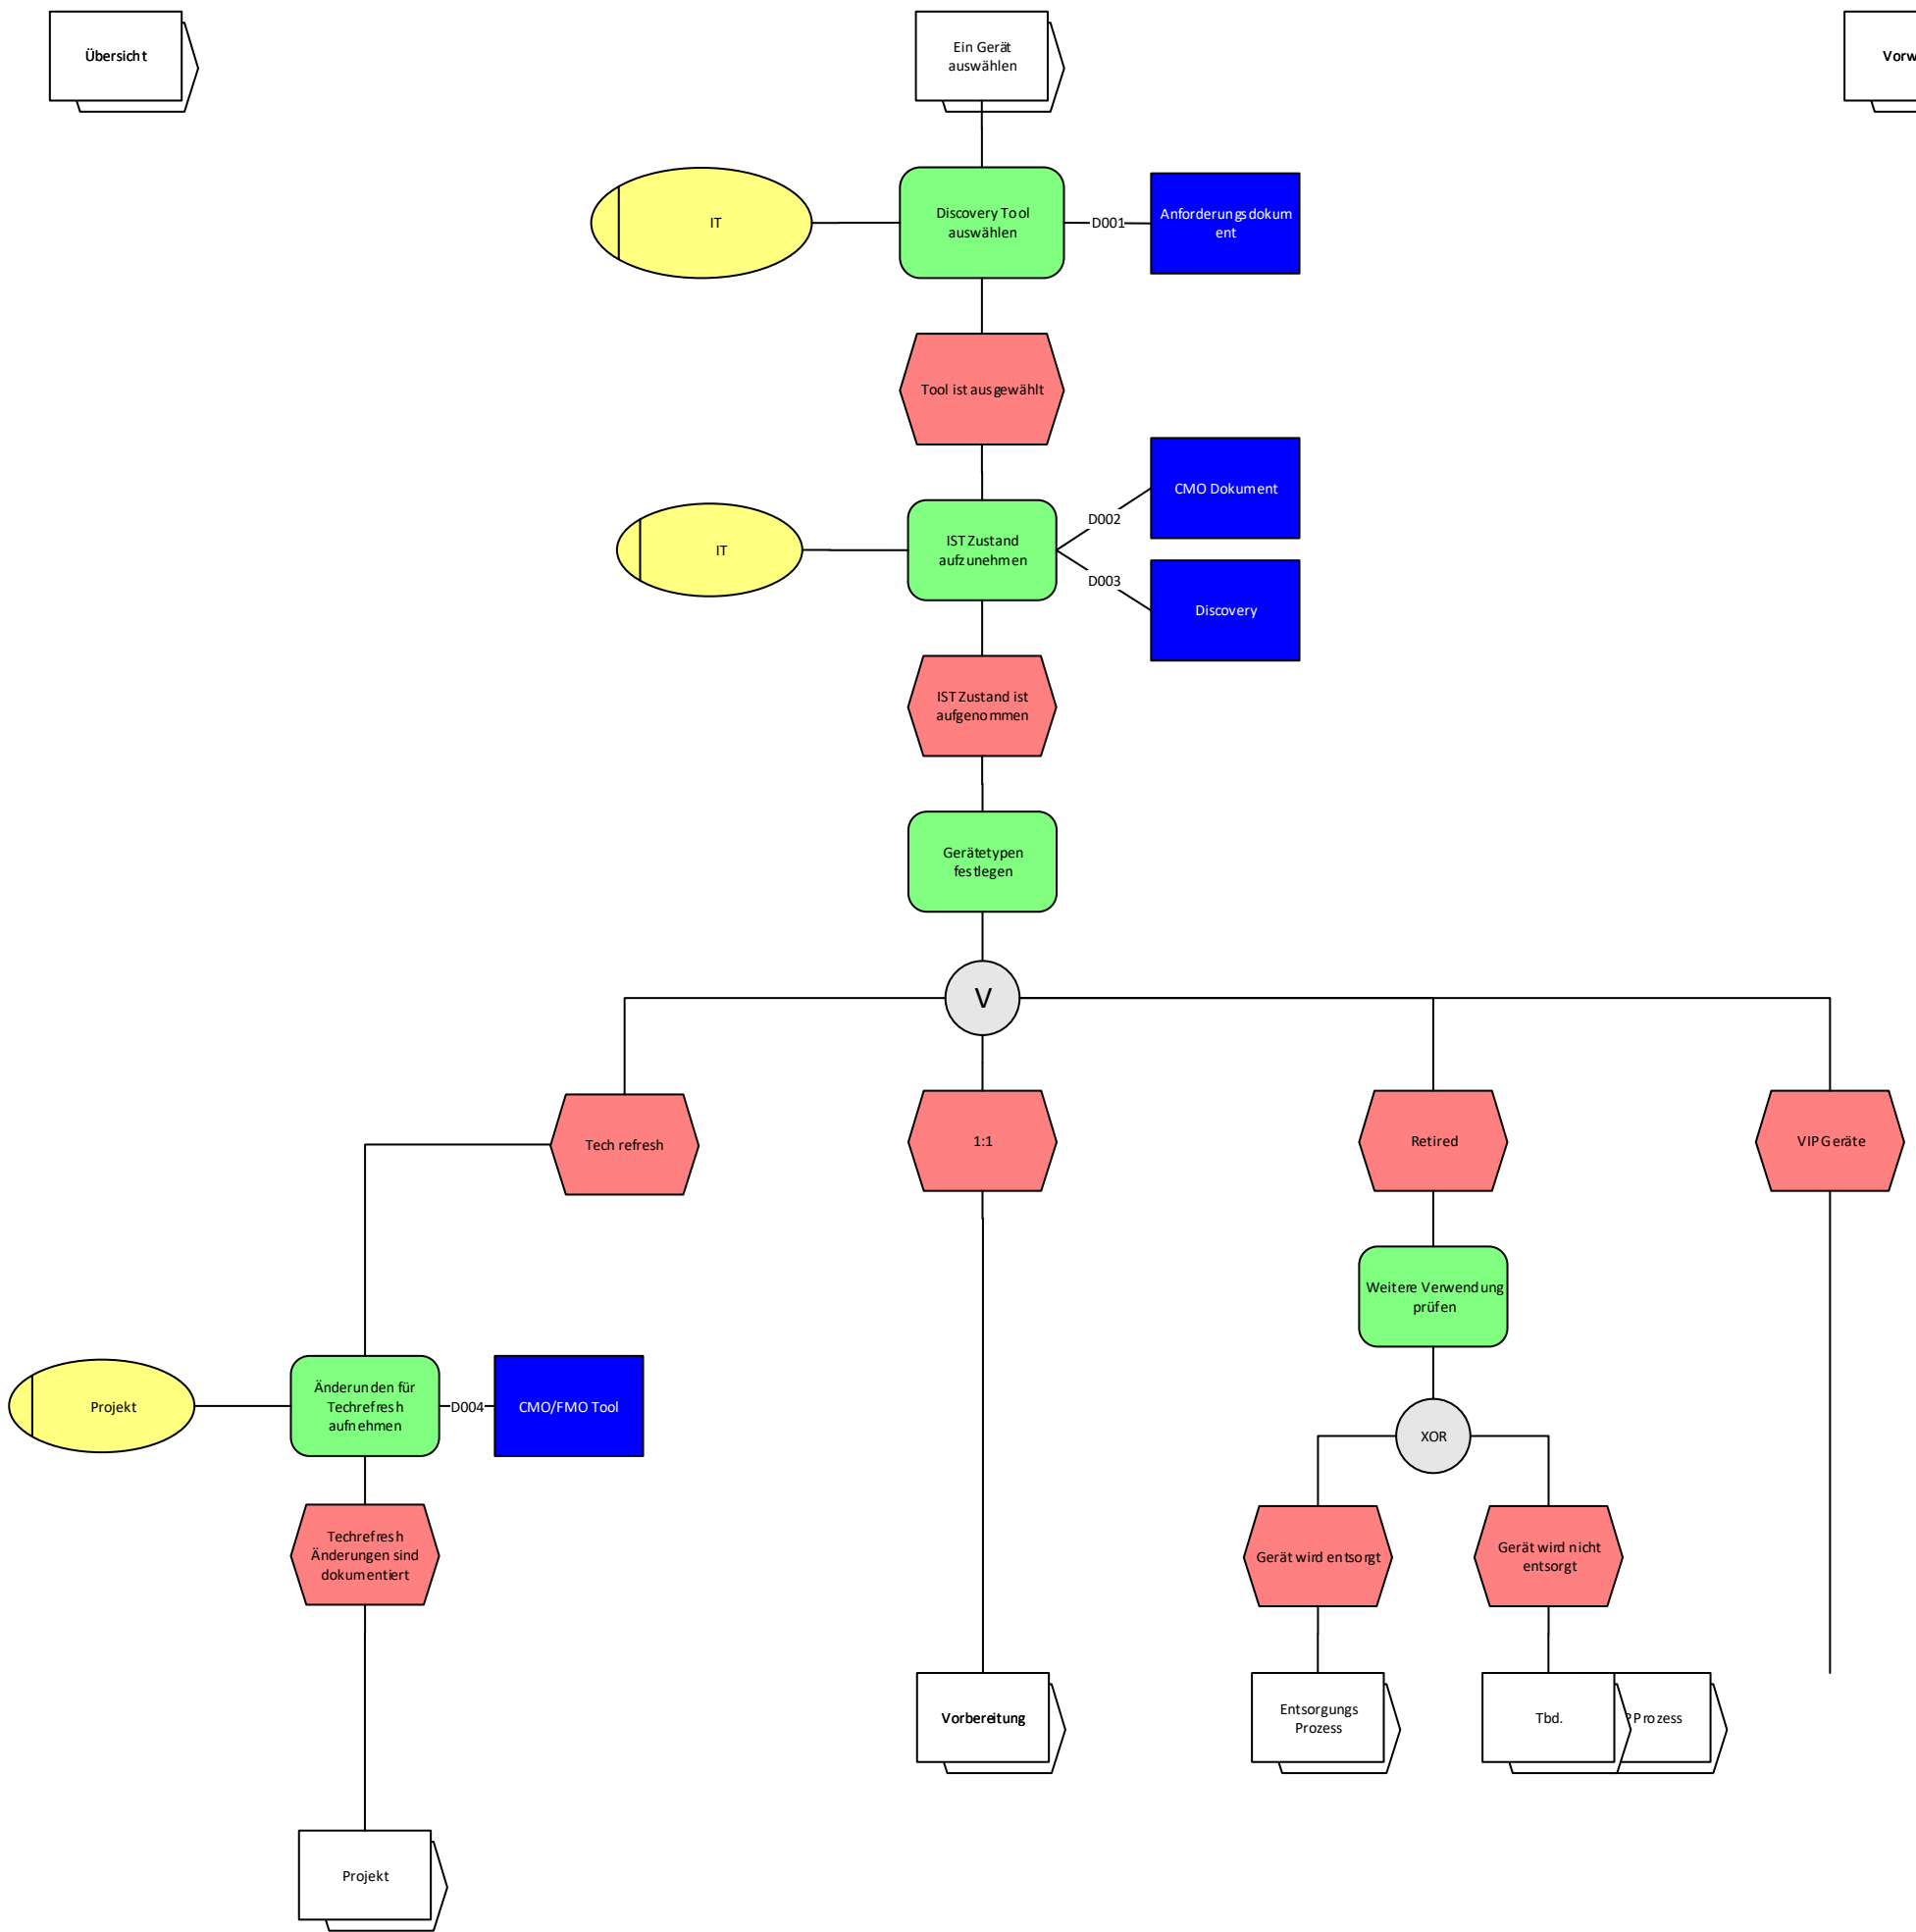 Übersicht
Ein Gerät
auswählen
IT
Discovery Tool
auswählen
D001
Anforderungsdokum
ent
Tool ist ausgewählt
CMO Dokument
D002
IT
IST Zustand
aufzunehmen
D003
Discovery
IST Zustand ist
aufgenommen
Gerätetypen
festlegen
V
Tech refresh
1:1
Retired
VIP Geräte
Weitere Verwendung
prüfen
Projekt
Änderunden für
Techrefresh
aufnehmen
D004
CMO/FMO Tool
XOR
Techrefresh
Änderungen sind
dokumentiert
Gerät wird entsorgt
Gerät wird nicht
entsorgt
Vorbereitung
Entsorgungs
Prozess
Tbd.
Prozess
Projekt